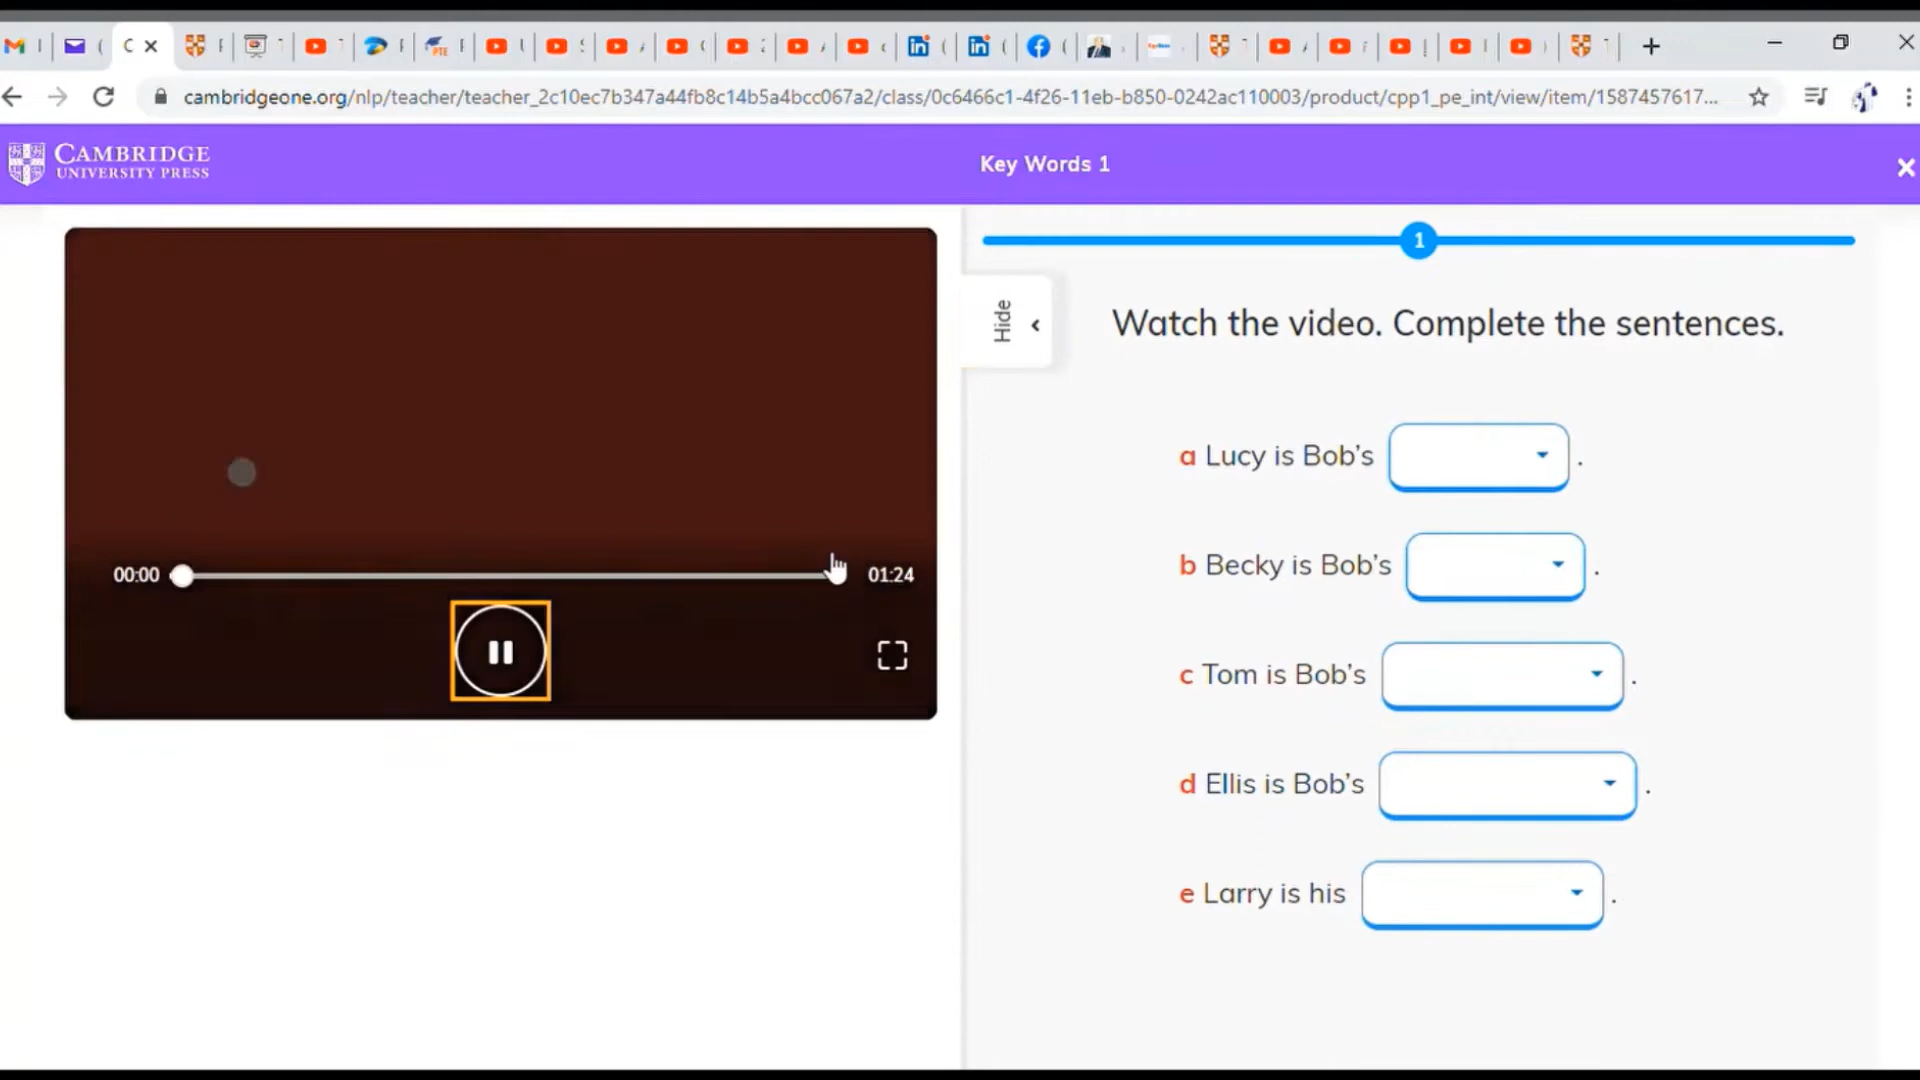 cambridgeone.org/nlp/teacher/teacher_2c10ec7b347a44fb8c14b5a4bcc067a2/class/0c6466c1-4f26-11eb-b850-0242ac110003/product/cpp1_pe_int/view/item/1587457617...
CAMBRIDGE
UNIVERSITY PRESS
Key Words 1
1
Hide
Watch the video. Complete the sentences.
a Lucy is Bob's .
b Becky is Bob's .
00:00 01:24
c Tom is Bob's .
d Ellis is Bob's .
e Larry is his .